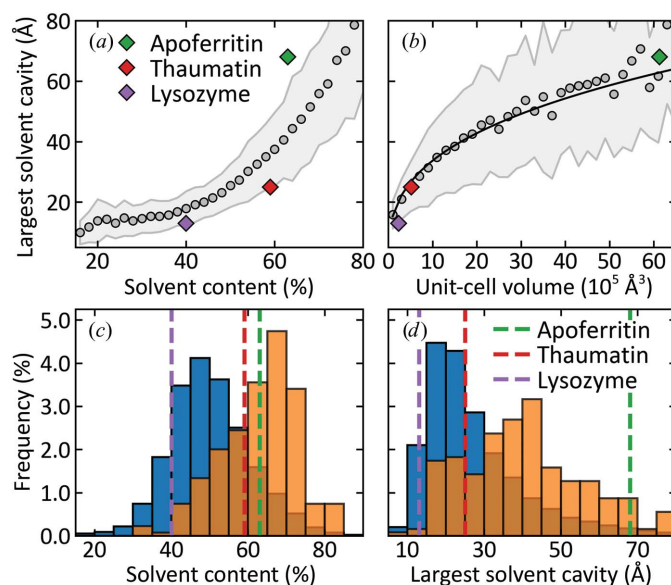 Largest solvent cavity (Å)
80
60
40
20
(a)
Apoferritin
Thaumatin
Lysozyme
20
40
60
80
Solvent content (%)
(b)
0
10
20
30
40
50
60
Unit-cell volume (10⁵ Å³)
Frequency (%)
5.0
4.0
3.0
2.0
1.0
0.0
(c)
20
40
60
80
Solvent content (%)
(d)
Apoferritin
Thaumatin
Lysozyme
10
30
50
70
Largest solvent cavity (Å)